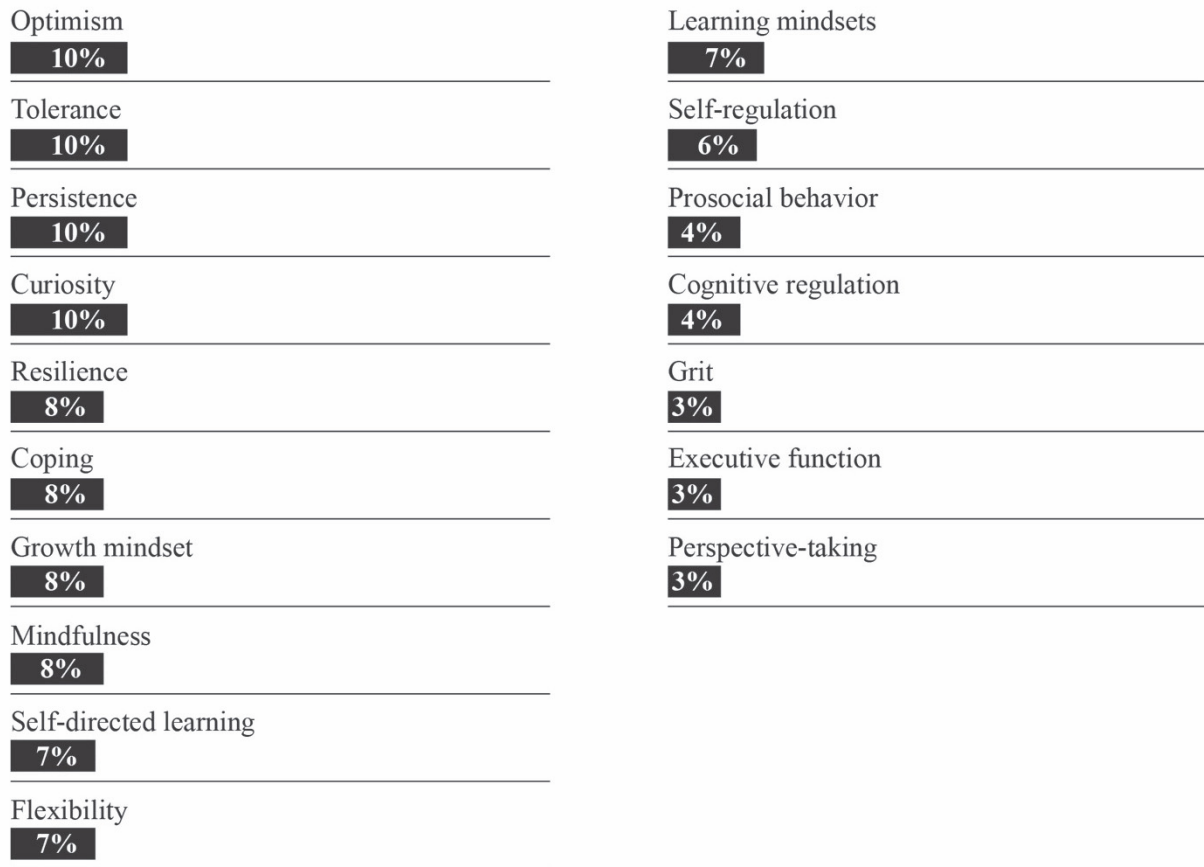 Optimism
10%
Tolerance
10%
Persistence
10%
Curiosity
10%
Resilience
8%
Coping
8%
Growth mindset
8%
Mindfulness
8%
Self-directed learning
7%
Flexibility
7%
Learning mindsets
7%
Self-regulation
6%
Prosocial behavior
4%
Cognitive regulation
4%
Grit
3%
Executive function
3%
Perspective-taking
3%